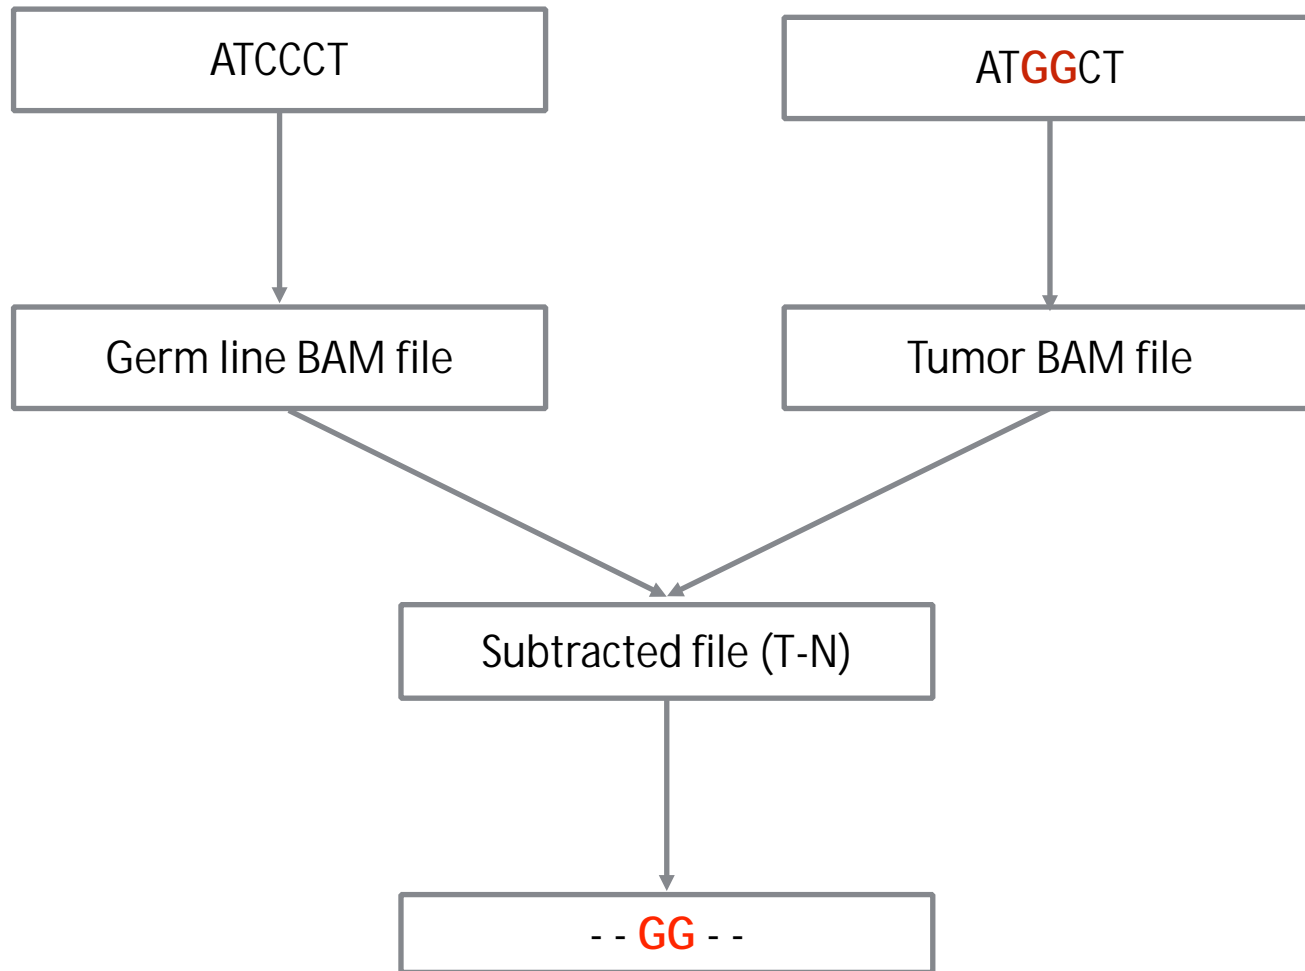 ATCCCT
ATGGCT
Germ line BAM file
Tumor BAM file
Subtracted file (T-N)
- - GG - -